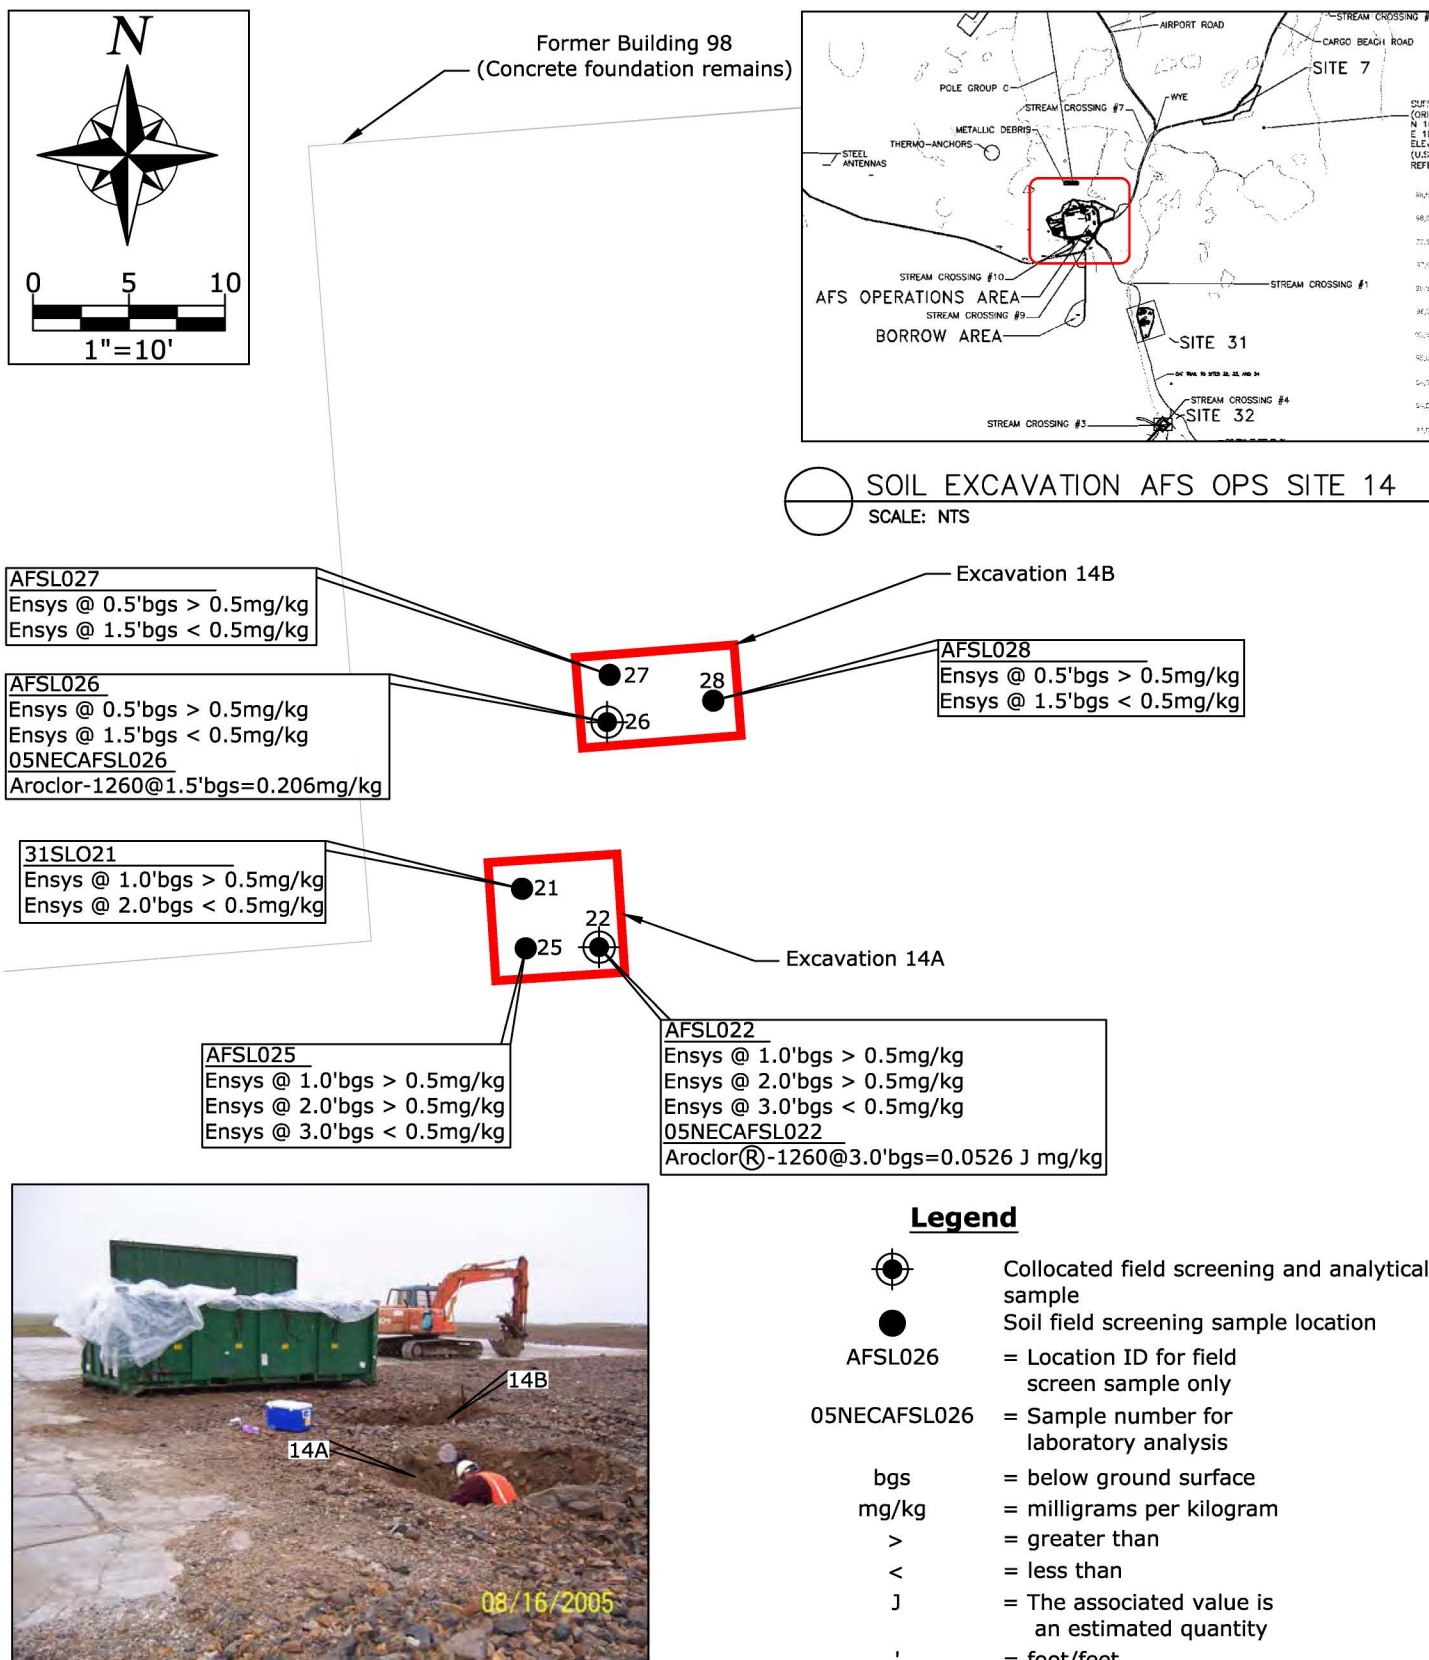 N
0 5 10
1"=10'
Former Building 98
(Concrete foundation remains)
AIRPORT ROAD
STREAM CROSSING #
CARGO BEACH ROAD
SITE 7
POLE GROUP C
STREAM CROSSING #7
WYE
METALLIC DEBRIS
THERMO-ANCHORS
STEEL
ANTENNAS
(ORI
N 1
E 1
ELE
(U.S
REF
STREAM CROSSING #10
AFS OPERATIONS AREA
STREAM CROSSING #9
BORROW AREA
STREAM CROSSING #1
SITE 31
STREAM CROSSING #4
SITE 32
STREAM CROSSING #3
SOIL EXCAVATION AFS OPS SITE 14
SCALE: NTS
Excavation 14B
AFSL027
Ensys @ 0.5'bgs > 0.5mg/kg
Ensys @ 1.5'bgs < 0.5mg/kg
AFSL028
Ensys @ 0.5'bgs > 0.5mg/kg
Ensys @ 1.5'bgs < 0.5mg/kg
27
28
26
AFSL026
Ensys @ 0.5'bgs > 0.5mg/kg
Ensys @ 1.5'bgs < 0.5mg/kg
05NECAFSL026
Aroclor-1260@1.5'bgs=0.206mg/kg
31SLO21
Ensys @ 1.0'bgs > 0.5mg/kg
Ensys @ 2.0'bgs < 0.5mg/kg
21
22
25
Excavation 14A
AFSL025
Ensys @ 1.0'bgs > 0.5mg/kg
Ensys @ 2.0'bgs > 0.5mg/kg
Ensys @ 3.0'bgs < 0.5mg/kg
AFSL022
Ensys @ 1.0'bgs > 0.5mg/kg
Ensys @ 2.0'bgs > 0.5mg/kg
Ensys @ 3.0'bgs < 0.5mg/kg
05NECAFSL022
Aroclor®-1260@3.0'bgs=0.0526 J mg/kg
14B
14A
08/16/2005
Legend
Collocated field screening and analytical
sample
Soil field screening sample location
AFSL026 = Location ID for field
screen sample only
05NECAFSL026 = Sample number for
laboratory analysis
bgs = below ground surface
mg/kg = milligrams per kilogram
> = greater than
< = less than
J = The associated value is
an estimated quantity
' = foot/feet